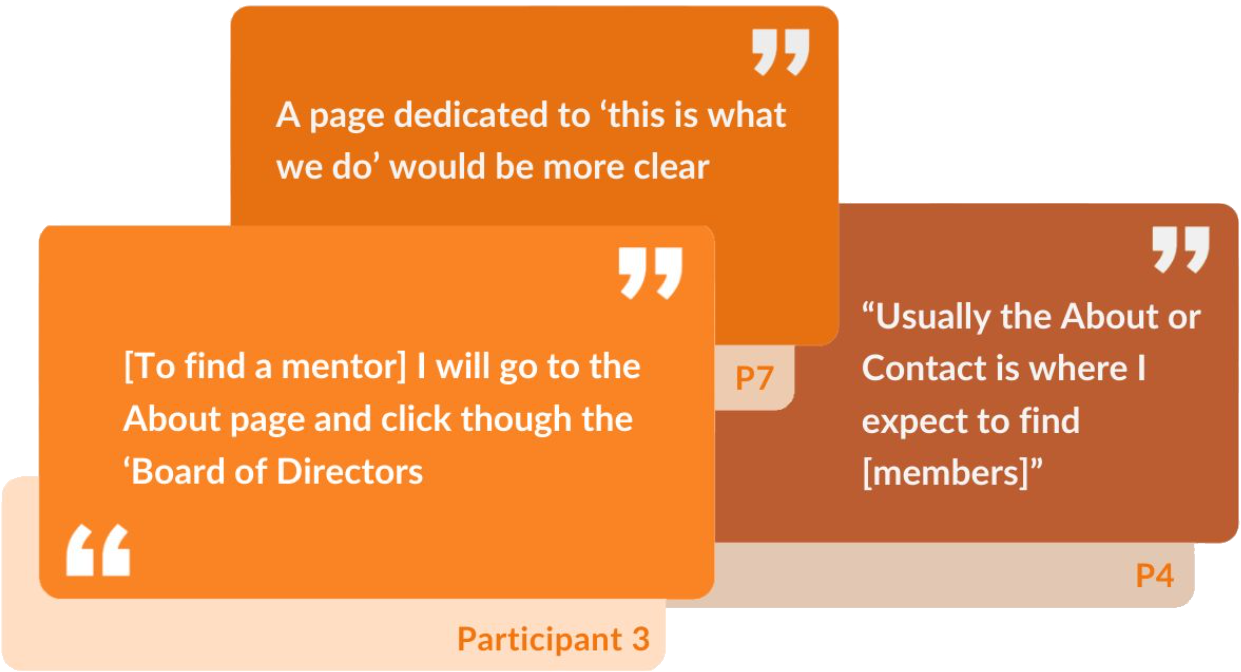 A page dedicated to ‘this is what
we do’ would be more clear
P7
[To find a mentor] I will go to the
About page and click though the
‘Board of Directors
Participant 3
“Usually the About or
Contact is where I
expect to find
[members]”
P4